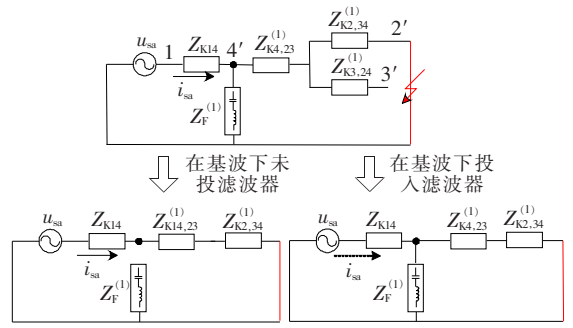 u_sa 1 Z_K14 4′ Z_K4,23^(1) Z_K2,34^(1) 2′
Z_K3,24^(1) 3′
i_sa
Z_F^(1)
在基波下未
投滤波器
在基波下投
入滤波器
u_sa Z_K14 Z_K14,23^(1) Z_K2,34^(1)
i_sa
Z_F^(1)
u_sa Z_K14 Z_K4,23^(1) Z_K2,34^(1)
i_sa
Z_F^(1)